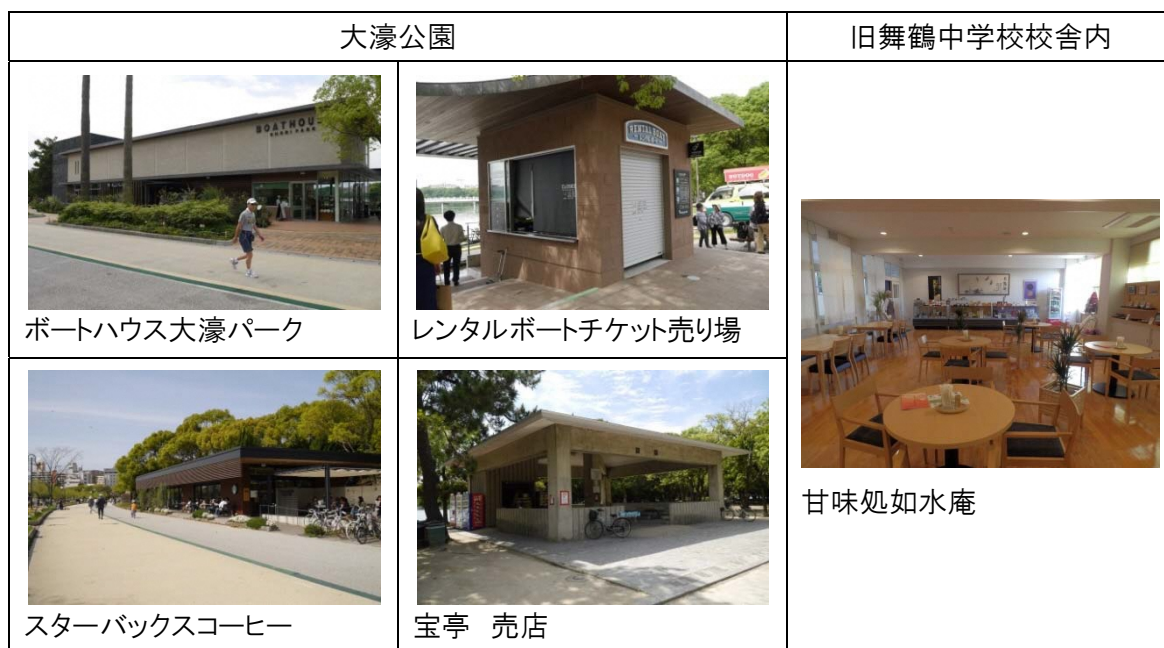 大濠公園
旧舞鶴中学校校舎内
BOATHOU
OHORI PARK
ボートハウス大濠パーク
レンタルボートチケット売り場
甘味処如水庵
スターバックスコーヒー
宝亭　売店